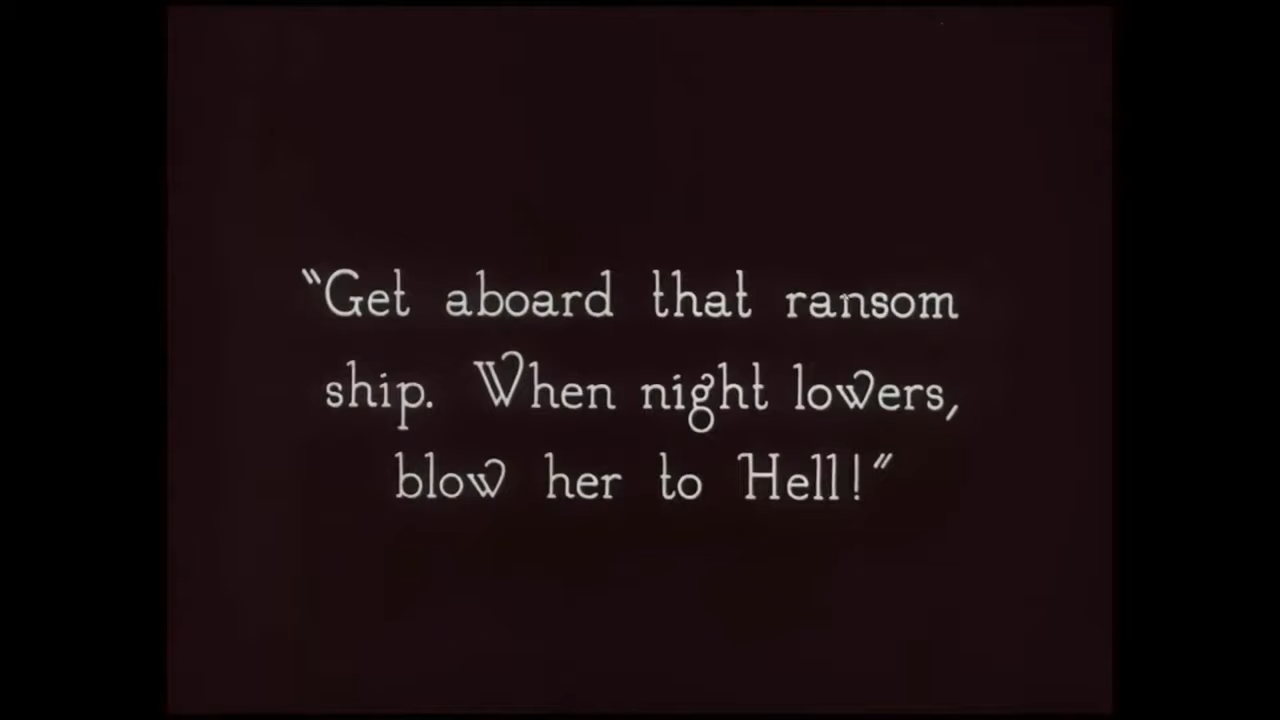 "Get aboard that ransom
ship. When night lowers,
blow her to Hell!"